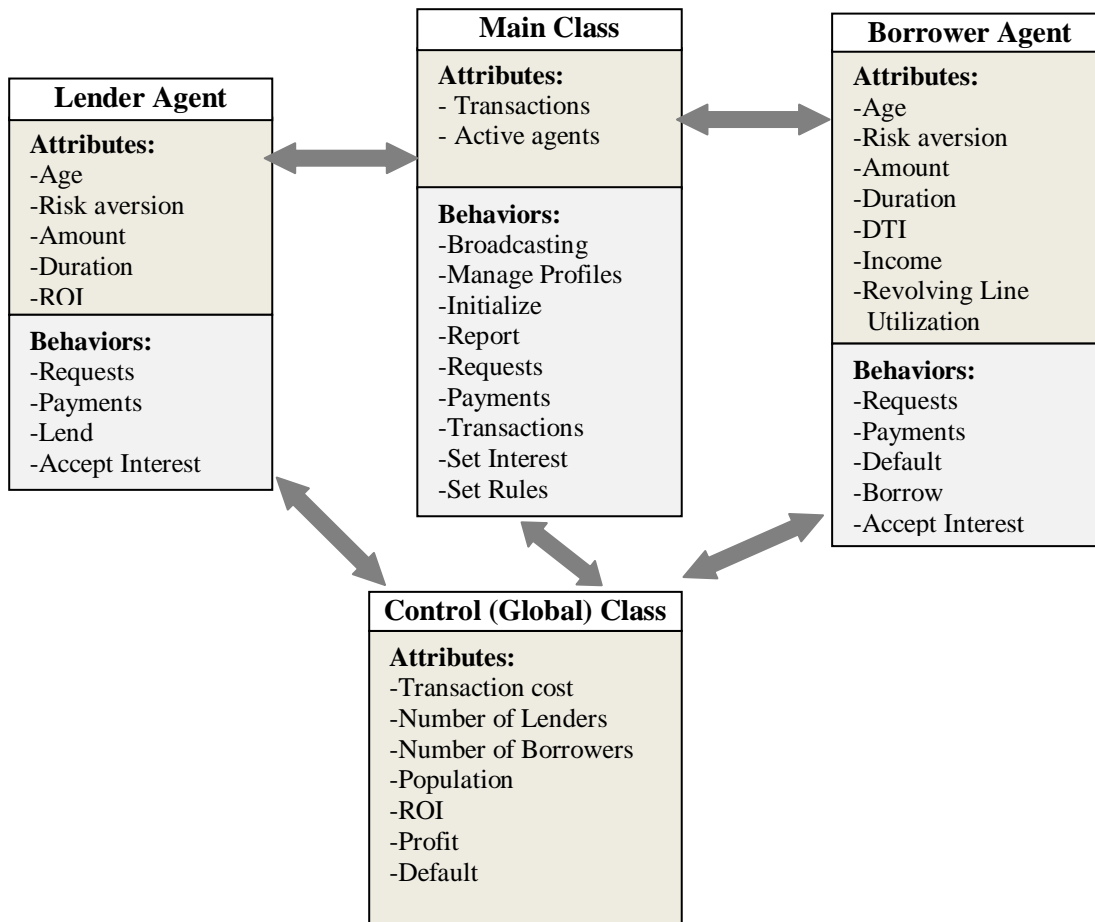 Lender Agent
Attributes:
-Age
-Risk aversion
-Amount
-Duration
-ROI
Behaviors:
-Requests
-Payments
-Lend
-Accept Interest
Main Class
Attributes:
- Transactions
- Active agents
Behaviors:
-Broadcasting
-Manage Profiles
-Initialize
-Report
-Requests
-Payments
-Transactions
-Set Interest
-Set Rules
Borrower Agent
Attributes:
-Age
-Risk aversion
-Amount
-Duration
-DTI
-Income
-Revolving Line
Utilization
Behaviors:
-Requests
-Payments
-Default
-Borrow
-Accept Interest
Control (Global) Class
Attributes:
-Transaction cost
-Number of Lenders
-Number of Borrowers
-Population
-ROI
-Profit
-Default